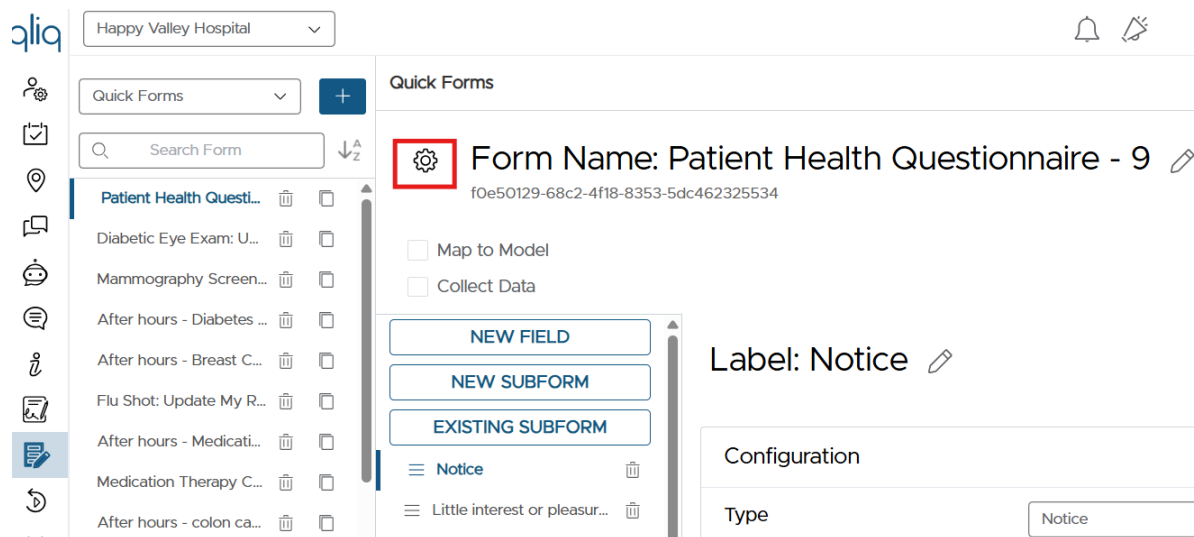 qliq
Happy Valley Hospital
Quick Forms
Search Form
Patient Health Questi...
Diabetic Eye Exam: U...
Mammography Screen...
After hours - Diabetes ...
After hours - Breast C...
Flu Shot: Update My R...
After hours - Medicati...
Medication Therapy C...
After hours - colon ca...
Quick Forms
Form Name: Patient Health Questionnaire - 9
f0e50129-68c2-4f18-8353-5dc462325534
Map to Model
Collect Data
NEW FIELD
NEW SUBFORM
EXISTING SUBFORM
Notice
Little interest or pleasur...
Label: Notice
Configuration
Type
Notice